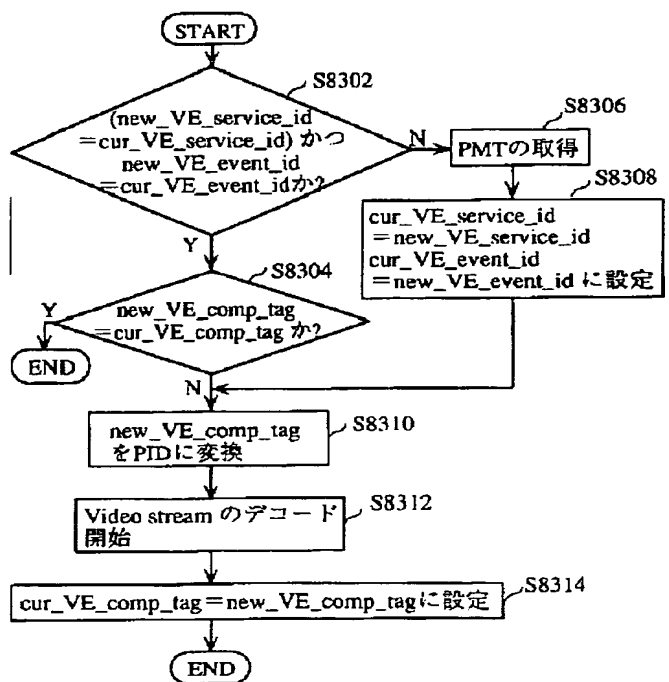 START
S8302
(new_VE_service_id
=cur_VE_service_id) かつ
new_VE_event_id
=cur_VE_event_idか?
N
S8306
PMTの取得
S8308
cur_VE_service_id
=new_VE_service_id
cur_VE_event_id
=new_VE_event_id に設定
Y
S8304
new_VE_comp_tag
=cur_VE_comp_tag か?
Y
END
N
S8310
new_VE_comp_tag
をPIDに変換
S8312
Video stream のデコード
開始
S8314
cur_VE_comp_tag=new_VE_comp_tagに設定
END